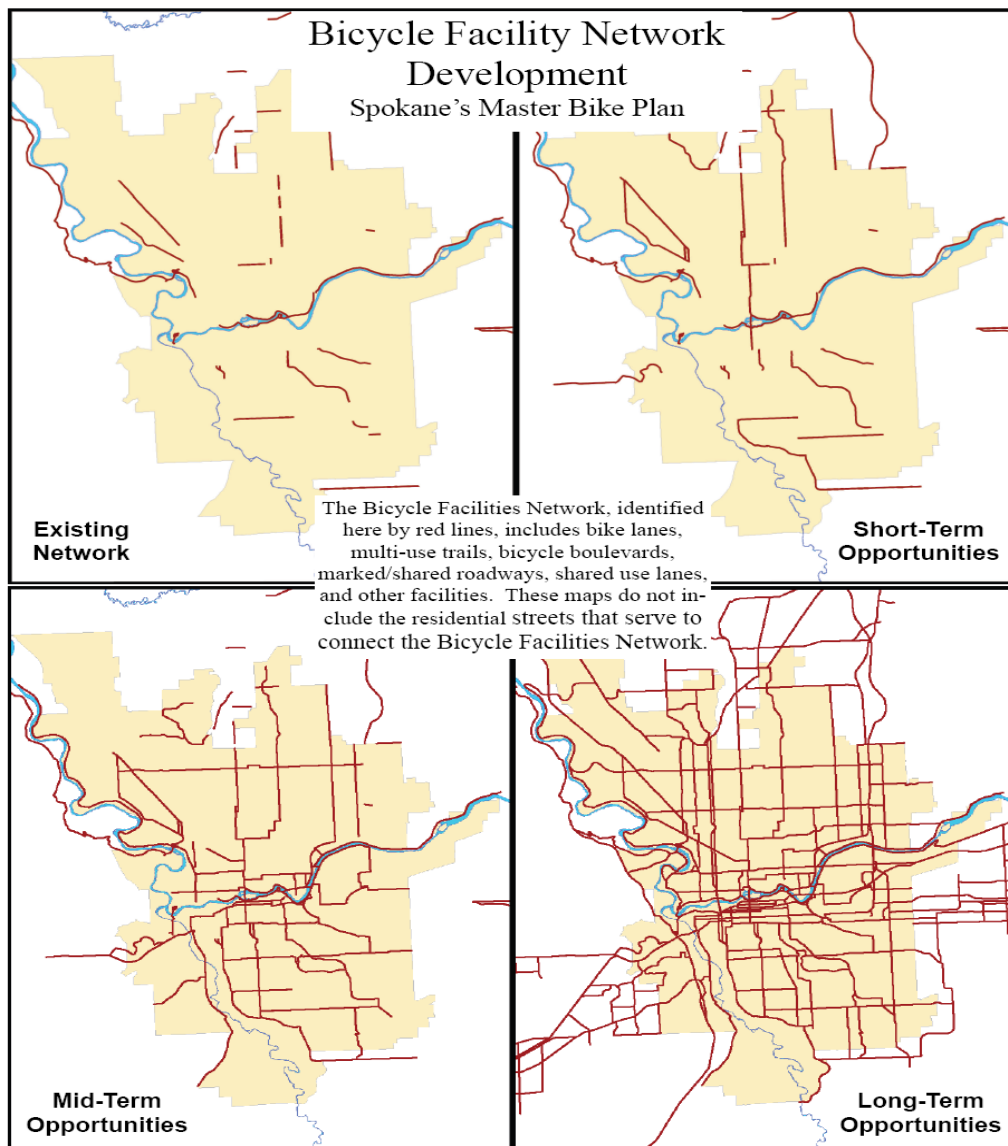 Bicycle Facility Network
Development
Spokane's Master Bike Plan
Existing
Network
Short-Term
Opportunities
The Bicycle Facilities Network, identified
here by red lines, includes bike lanes,
multi-use trails, bicycle boulevards,
marked/shared roadways, shared use lanes,
and other facilities.  These maps do not in-
clude the residential streets that serve to
connect the Bicycle Facilities Network.
Mid-Term
Opportunities
Long-Term
Opportunities